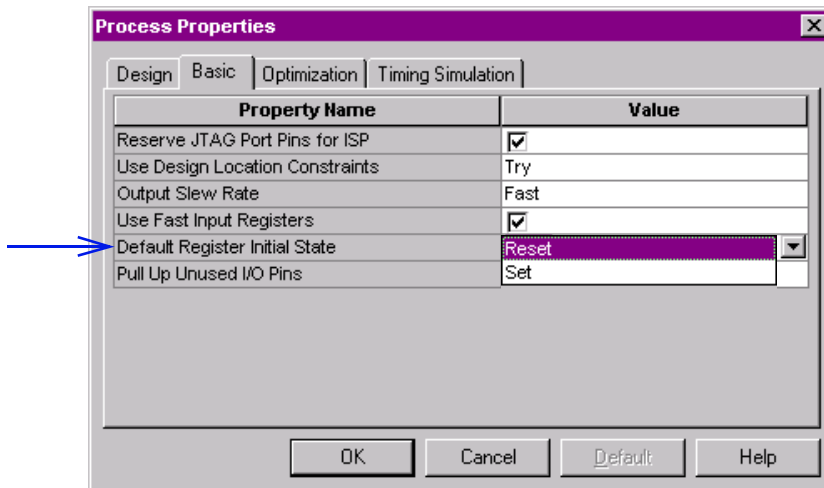 Process Properties
Design Basic Optimization Timing Simulation
Property Name Value
Reserve JTAG Port Pins for ISP
Use Design Location Constraints Try
Output Slew Rate Fast
Use Fast Input Registers
Default Register Initial State Reset
Pull Up Unused I/O Pins Set
OK Cancel Default Help